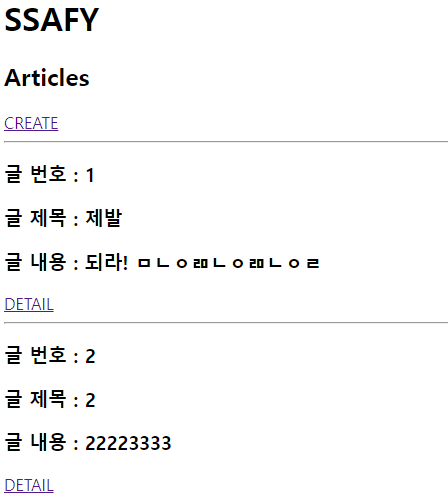 SSAFY
Articles
CREATE
글 번호 : 1
글 제목 : 제발
글 내용 : 되라! ㅁㄴㅇㄻㄴㅇㄻㄴㅇㄹ
DETAIL
글 번호 : 2
글 제목 : 2
글 내용 : 22223333
DETAIL